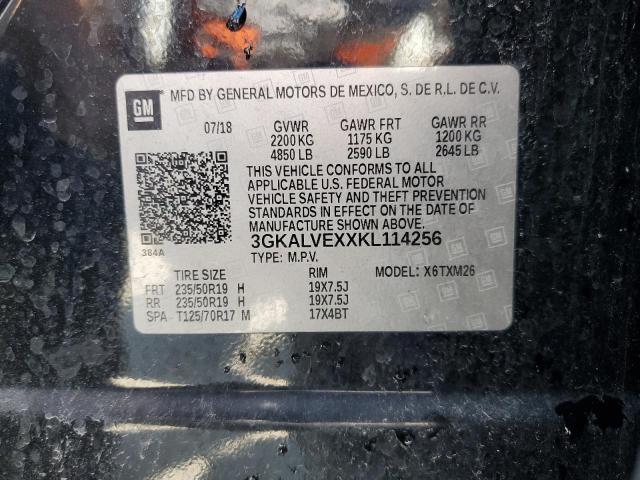 GM
MFD BY GENERAL MOTORS DE MEXICO, S. DE R.L. DE C.V.
07/18 GVWR GAWR FRT GAWR RR
2200 KG 1175 KG 1200 KG
4850 LB 2590 LB 2645 LB
THIS VEHICLE CONFORMS TO ALL
APPLICABLE U.S. FEDERAL MOTOR
VEHICLE SAFETY AND THEFT PREVENTION
STANDARDS IN EFFECT ON THE DATE OF
MANUFACTURE SHOWN ABOVE.
3GKALVEXXKL114256
384A
TYPE: M.P.V.
TIRE SIZE RIM MODEL: X6TXM26
FRT 235/50R19 H 19X7.5J
RR 235/50R19 H 19X7.5J
SPA T125/70R17 M 17X4BT